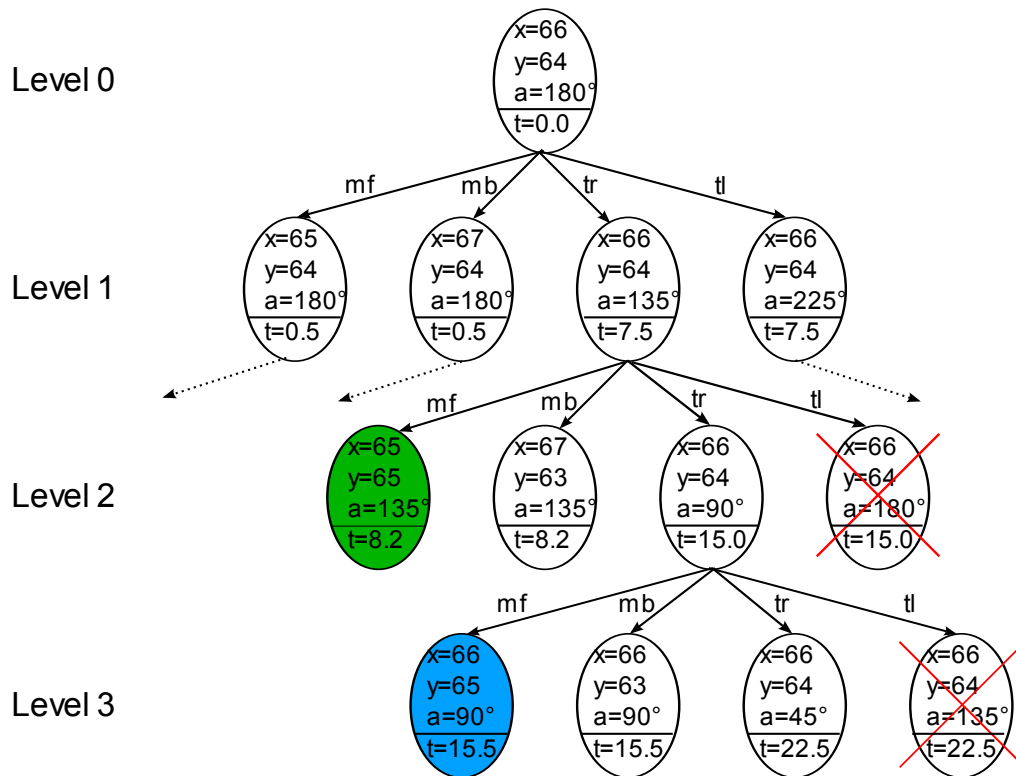 Level 0
x=66
y=64
a=180°
t=0.0
mf
mb
tr
tl
Level 1
x=65
y=64
a=180°
t=0.5
x=67
y=64
a=180°
t=0.5
x=66
y=64
a=135°
t=7.5
x=66
y=64
a=225°
t=7.5
mf
mb
tr
tl
Level 2
x=65
y=65
a=135°
t=8.2
x=67
y=63
a=135°
t=8.2
x=66
y=64
a=90°
t=15.0
x=66
y=64
a=180°
t=15.0
mf
mb
tr
tl
Level 3
x=66
y=65
a=90°
t=15.5
x=66
y=63
a=90°
t=15.5
x=66
y=64
a=45°
t=22.5
x=66
y=64
a=135°
t=22.5